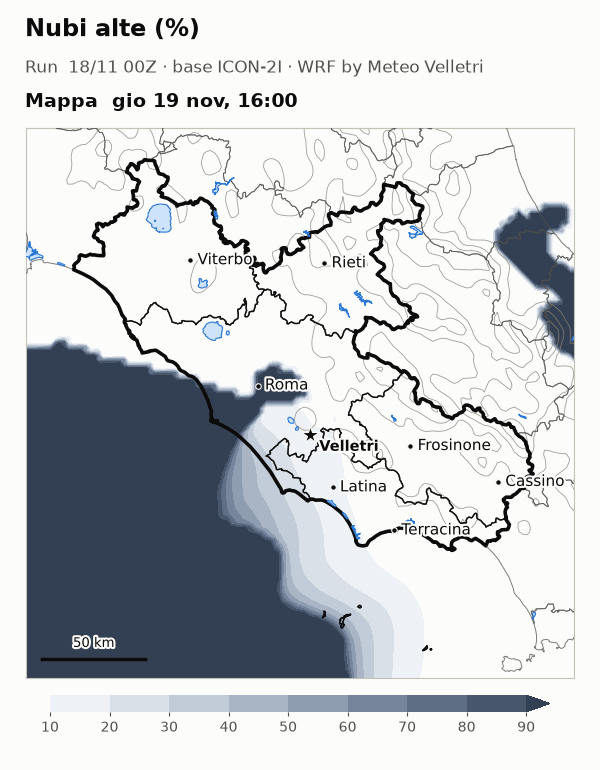 Nubi alte (%)
Run 18/11 00Z · base ICON-2I · WRF by Meteo Velletri
Mappa gio 19 nov, 16:00
Viterbo
Rieti
Roma
Velletri
Frosinone
Cassino
Latina
Terracina
50 km
10 20 30 40 50 60 70 80 90